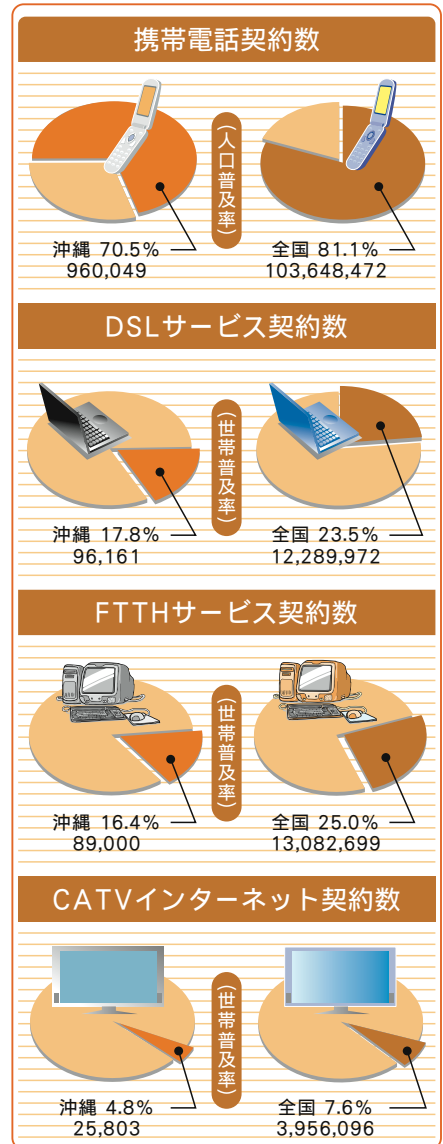 携帯電話契約数
(人口普及率)
沖縄 70.5%
960,049
全国 81.1%
103,648,472
DSLサービス契約数
(世帯普及率)
沖縄 17.8%
96,161
全国 23.5%
12,289,972
FTTHサービス契約数
(世帯普及率)
沖縄 16.4%
89,000
全国 25.0%
13,082,699
CATVインターネット契約数
(世帯普及率)
沖縄 4.8%
25,803
全国 7.6%
3,956,096